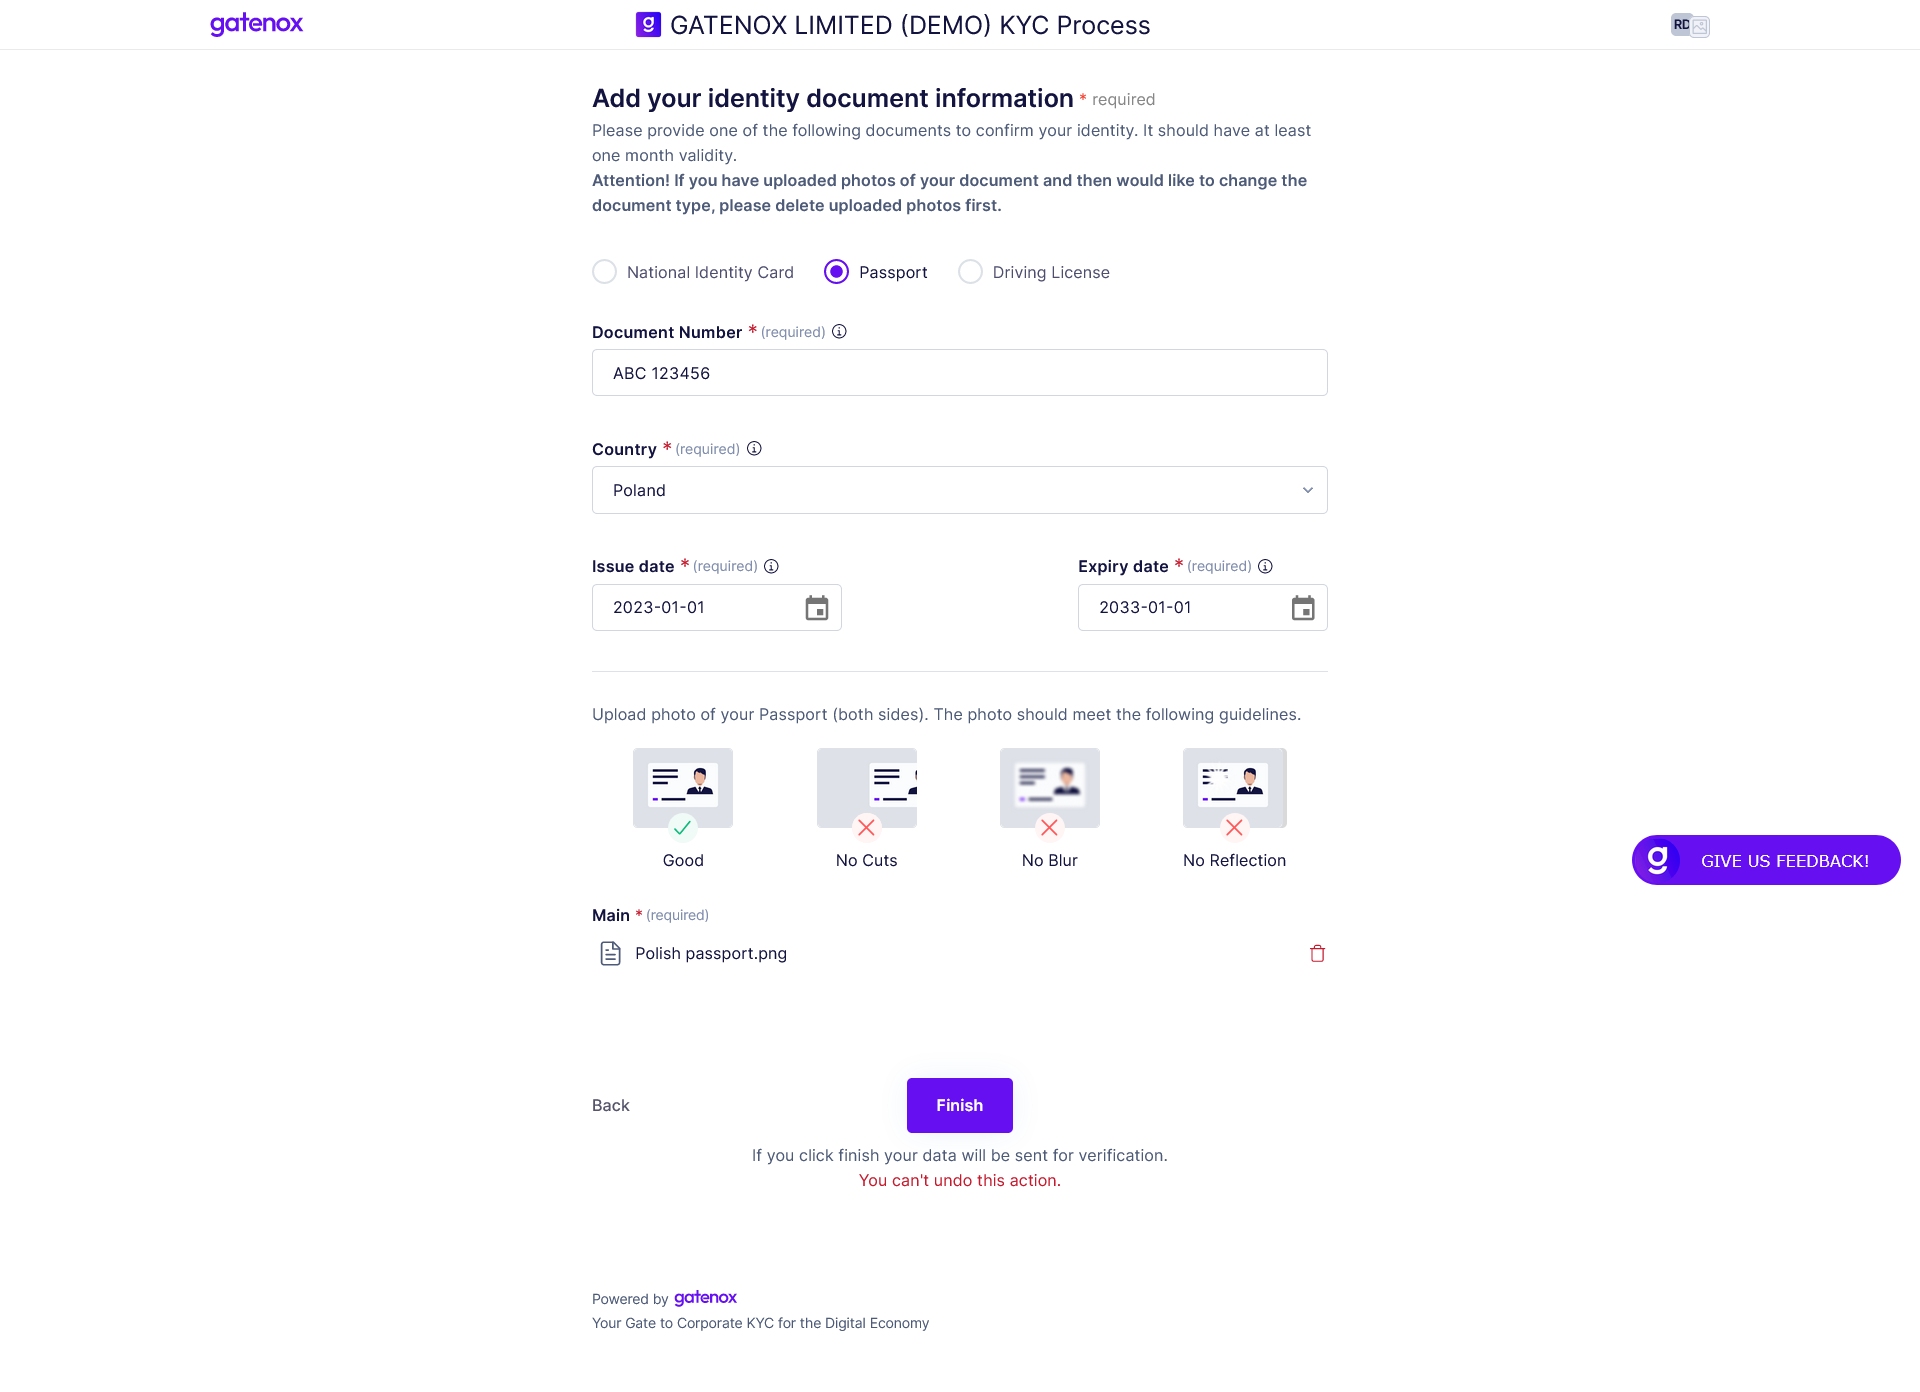 gatenox
g GATENOX LIMITED (DEMO) KYC Process
RD
Add your identity document information * required
Please provide one of the following documents to confirm your identity. It should have at least
one month validity.
Attention! If you have uploaded photos of your document and then would like to change the
document type, please delete uploaded photos first.
National Identity Card Passport Driving License
Document Number * (required)
ABC 123456
Country * (required)
Poland
Issue date * (required) Expiry date * (required)
2023-01-01 2033-01-01
Upload photo of your Passport (both sides). The photo should meet the following guidelines.
Good No Cuts No Blur No Reflection
g GIVE US FEEDBACK!
Main * (required)
Polish passport.png
Back Finish
If you click finish your data will be sent for verification.
You can't undo this action.
Powered by gatenox
Your Gate to Corporate KYC for the Digital Economy